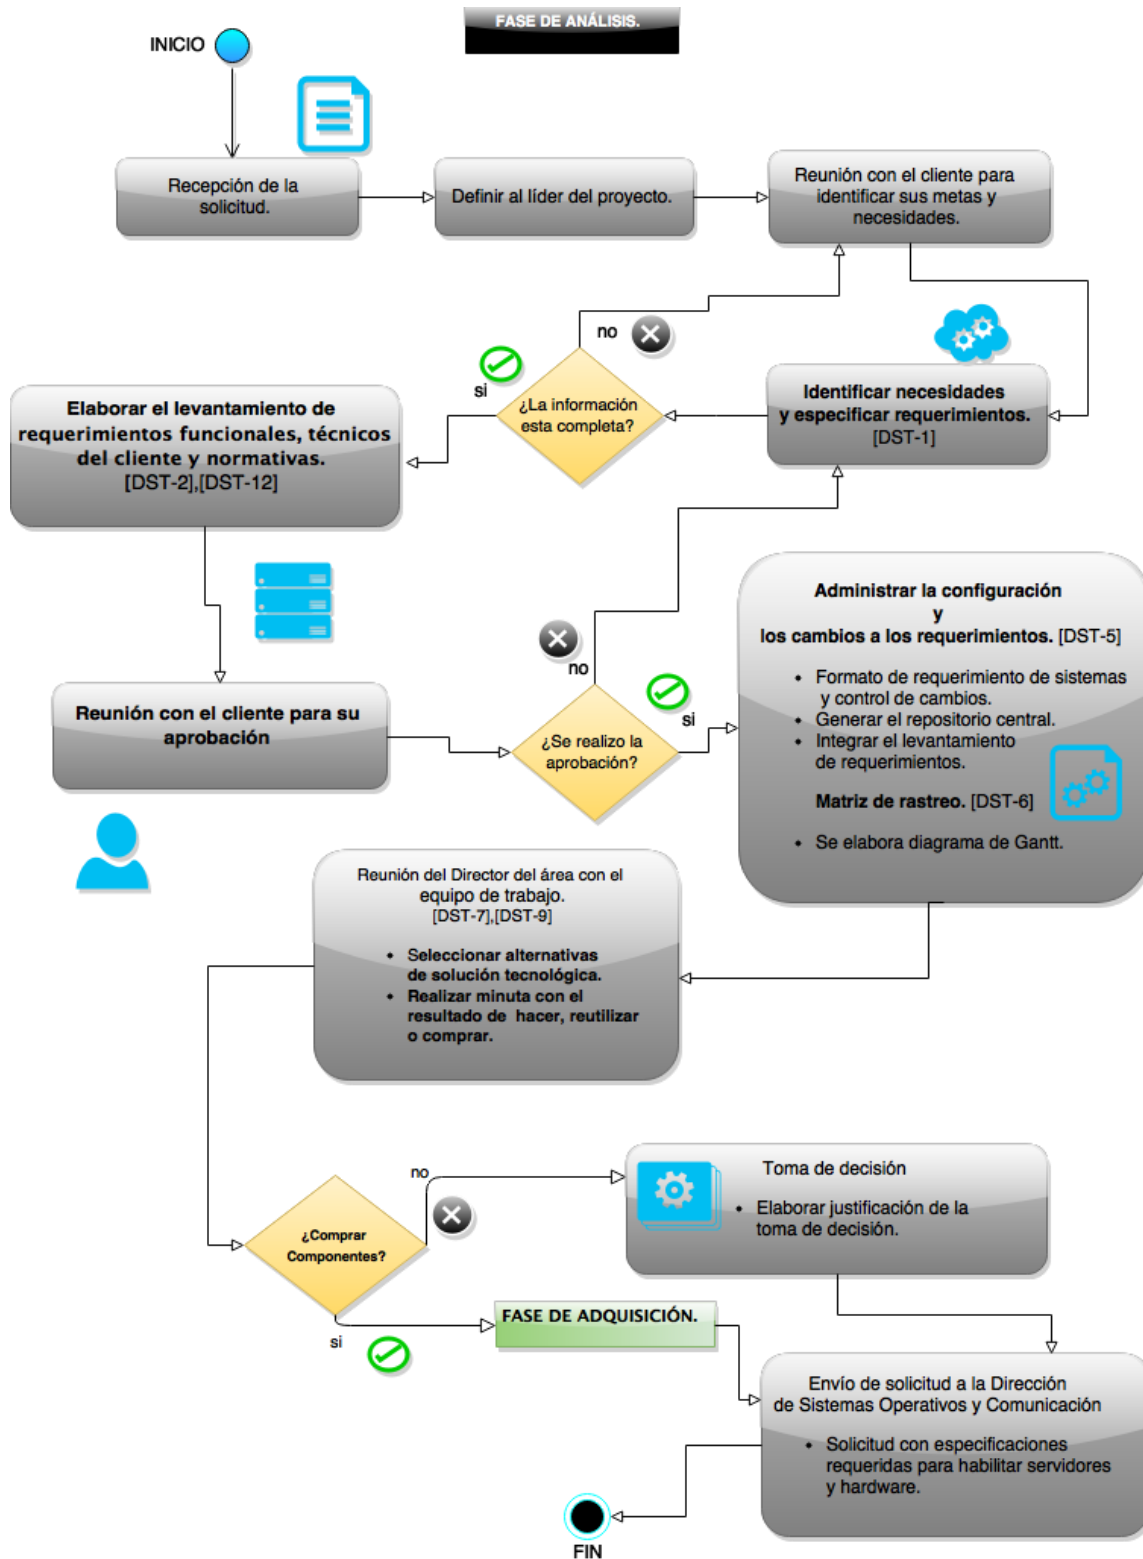 FASE DE ANÁLISIS.
INICIO
Recepción de la
solicitud.
Definir al líder del proyecto.
Reunión con el cliente para
identificar sus metas y
necesidades.
no
si
¿La información
esta completa?
Identificar necesidades
y especificar requerimientos.
[DST-1]
Elaborar el levantamiento de
requerimientos funcionales, técnicos
del cliente y normativas.
[DST-2],[DST-12]
Reunión con el cliente para su
aprobación
no
si
¿Se realizo la
aprobación?
Administrar la configuración
y
los cambios a los requerimientos. [DST-5]
• Formato de requerimiento de sistemas
y control de cambios.
• Generar el repositorio central.
• Integrar el levantamiento
de requerimientos.
Matriz de rastreo. [DST-6]
• Se elabora diagrama de Gantt.
Reunión del Director del área con el
equipo de trabajo.
[DST-7],[DST-9]
• Seleccionar alternativas
de solución tecnológica.
• Realizar minuta con el
resultado de hacer, reutilizar
o comprar.
no
¿Comprar
Componentes?
si
Toma de decisión
• Elaborar justificación de la
toma de decisión.
FASE DE ADQUISICIÓN.
Envío de solicitud a la Dirección
de Sistemas Operativos y Comunicación
• Solicitud con especificaciones
requeridas para habilitar servidores
y hardware.
FIN